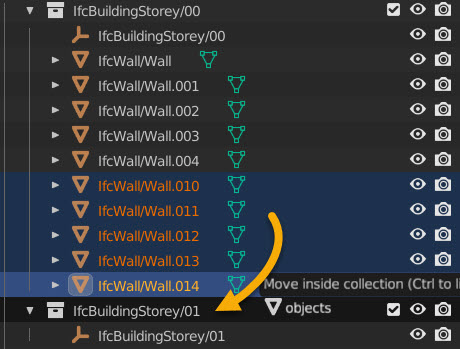 IfcBuildingStorey/00
IfcBuildingStorey/00
IfcWall/Wall
IfcWall/Wall.001
IfcWall/Wall.002
IfcWall/Wall.003
IfcWall/Wall.004
IfcWall/Wall.010
IfcWall/Wall.011
IfcWall/Wall.012
IfcWall/Wall.013
IfcWall/Wall.014
Move inside collection (Ctrl to li
IfcBuildingStorey/01
objects
IfcBuildingStorey/01